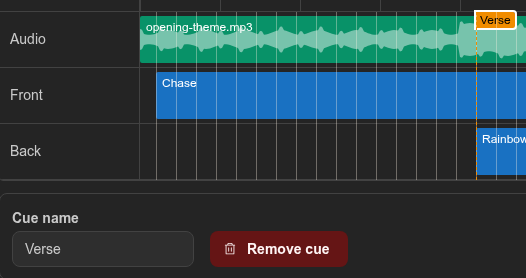 Verse
Audio
opening-theme.mp3
Front
Chase
Back
Rainbow
Cue name
Verse
Remove cue